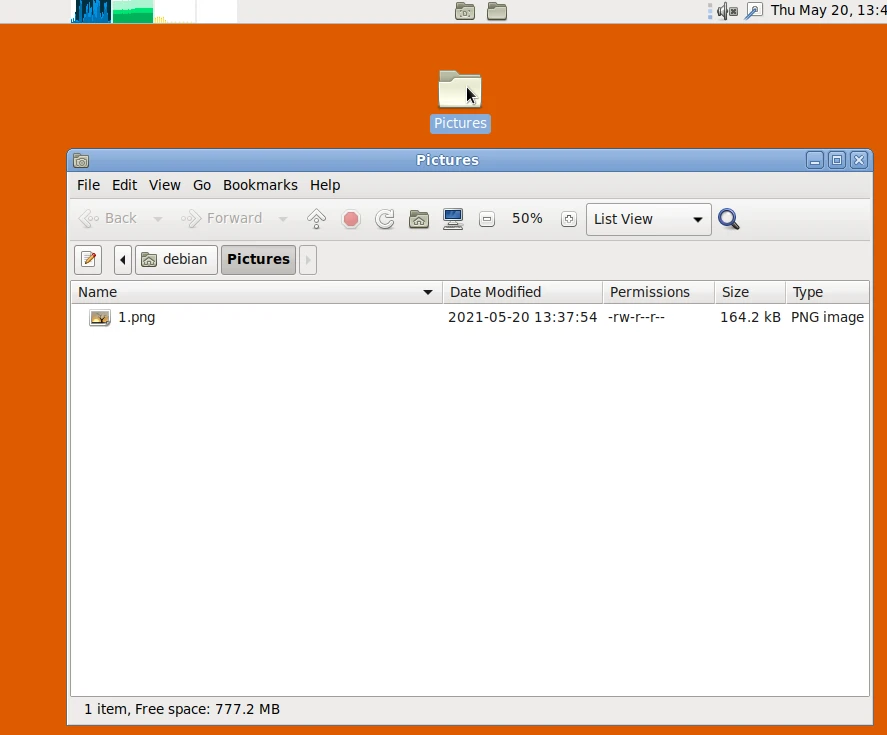 Thu May 20, 13:4
Pictures
Pictures
File Edit View Go Bookmarks Help
Back Forward 50% List View
debian Pictures
Name Date Modified Permissions Size Type
1.png 2021-05-20 13:37:54 -rw-r--r-- 164.2 kB PNG image
1 item, Free space: 777.2 MB